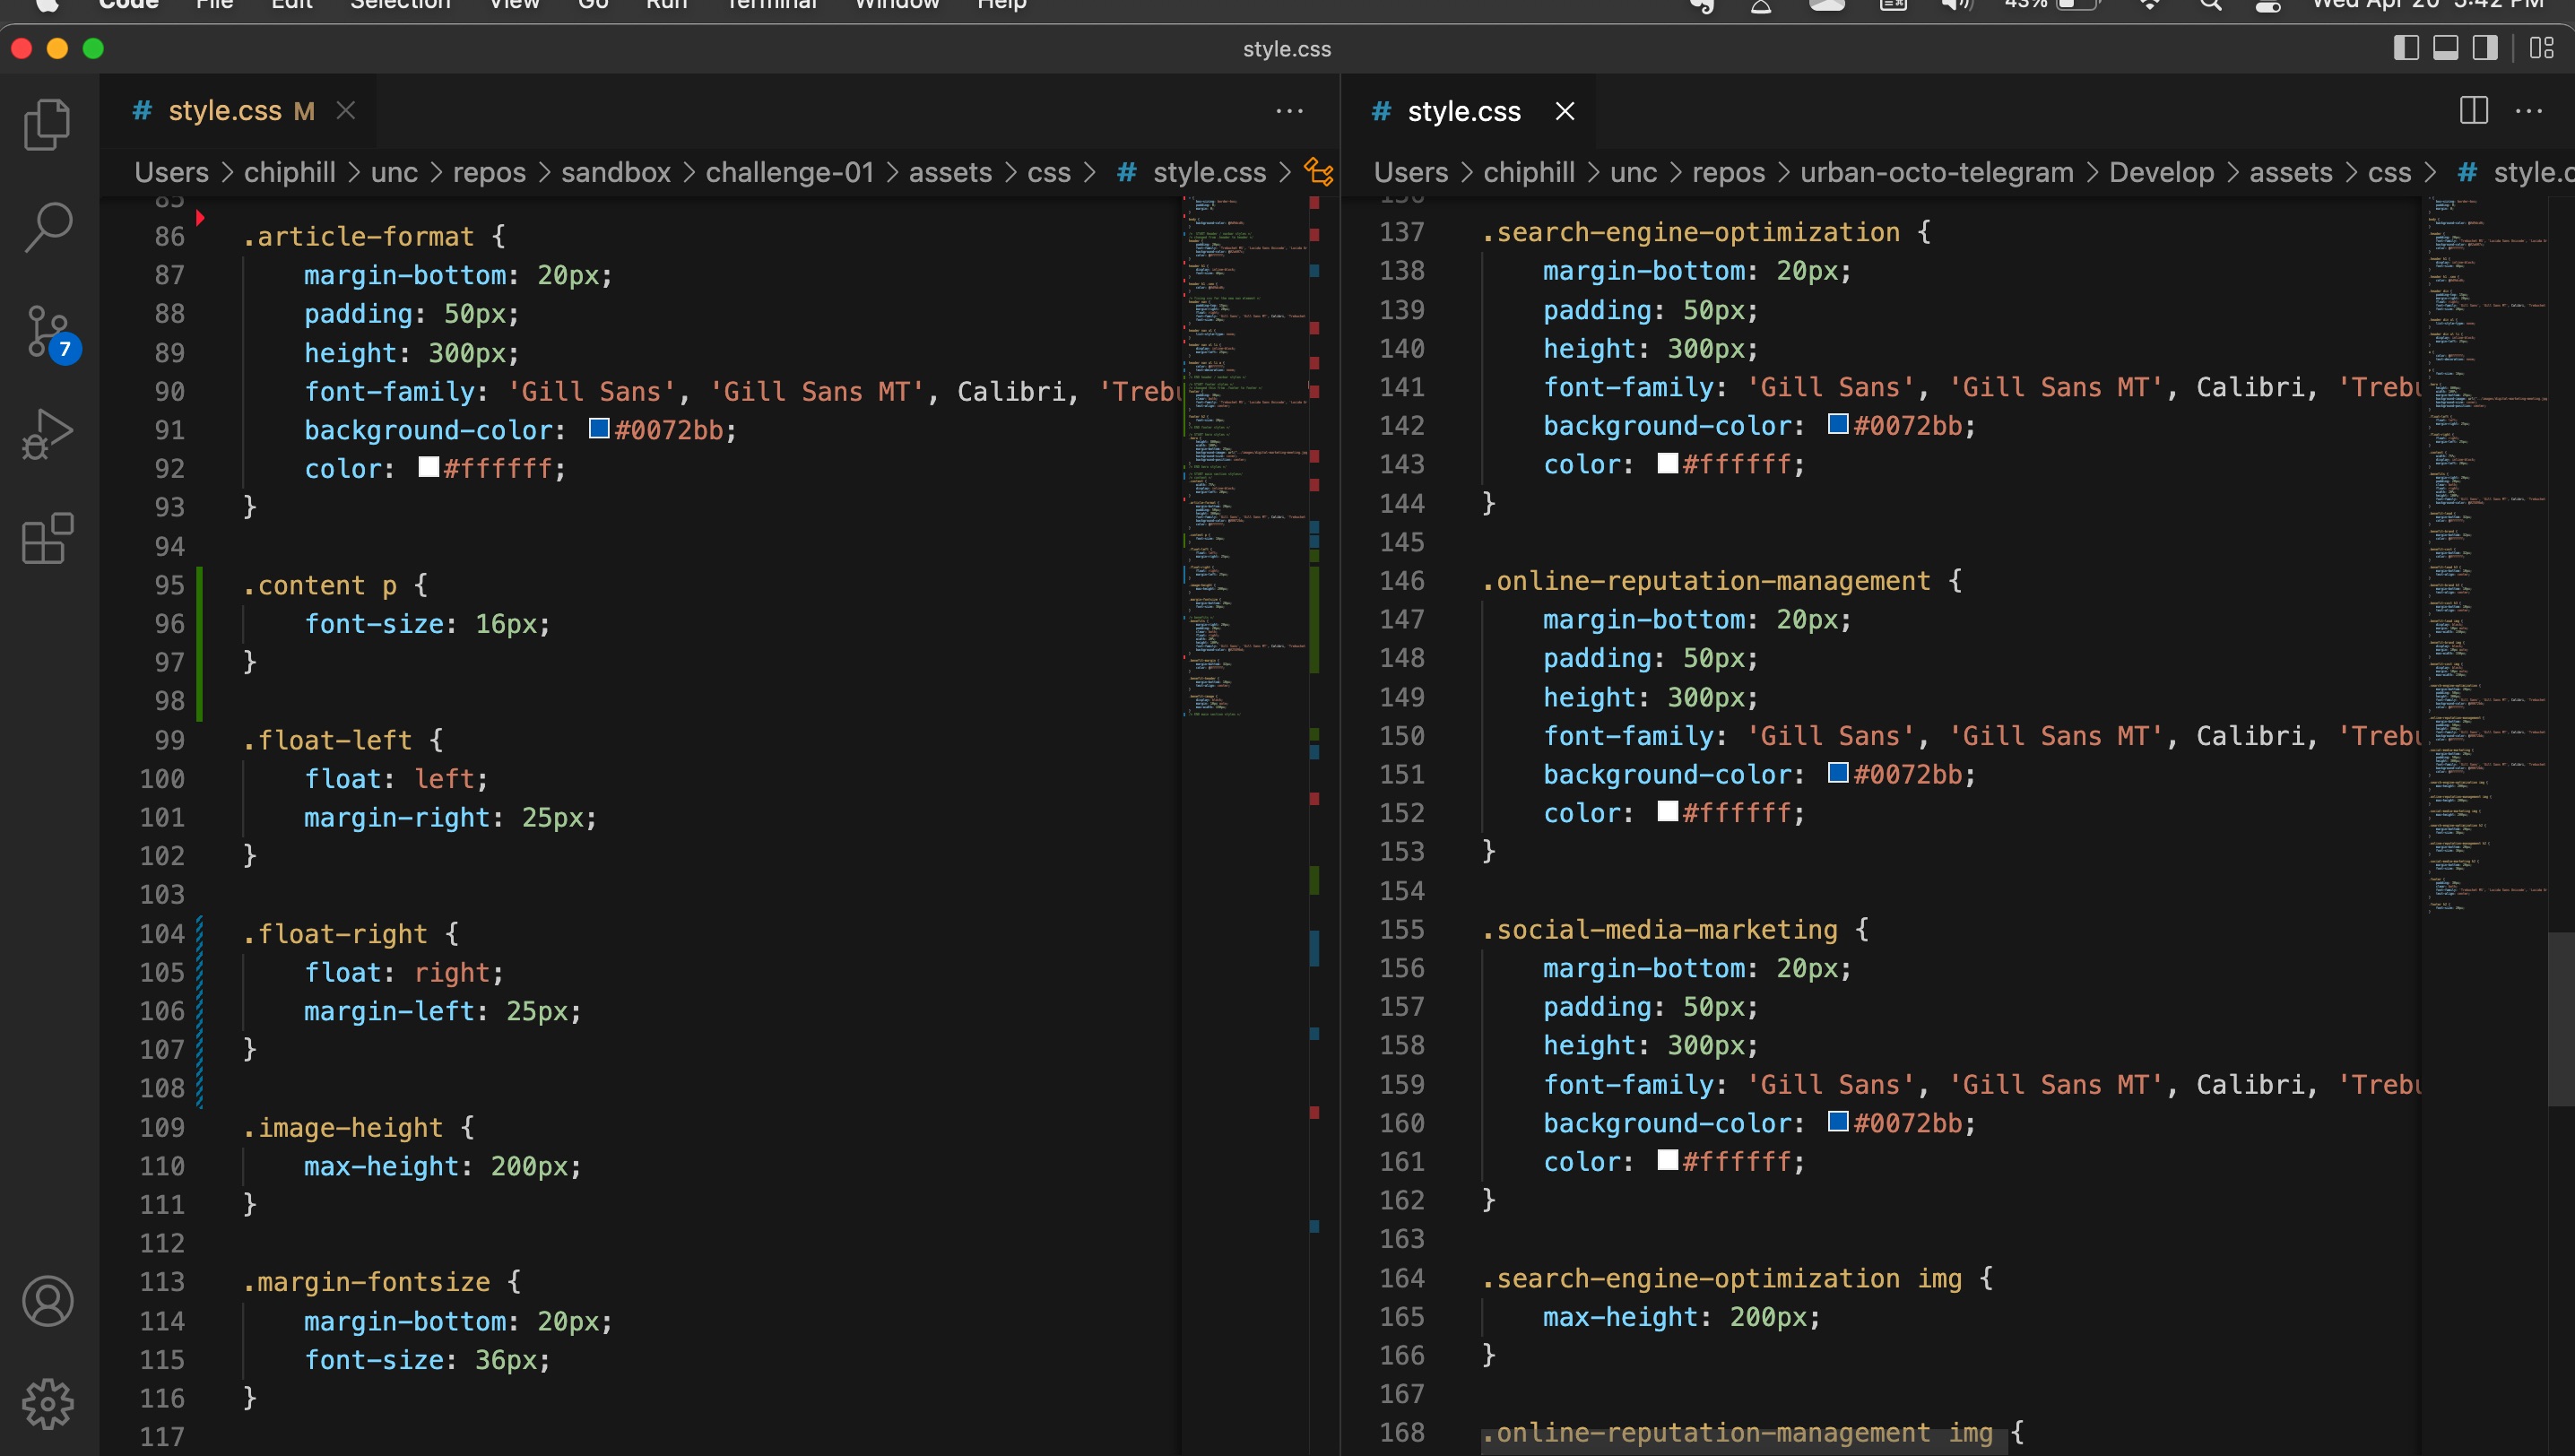 Code File Edit Selection View Go Run Terminal Window Help 43% Wed Apr 20 5:42 PM
style.css
# style.css M
Users > chiphill > unc > repos > sandbox > challenge-01 > assets > css > # style.css >
7
85
86 .article-format {
87 margin-bottom: 20px;
88 padding: 50px;
89 height: 300px;
90 font-family: 'Gill Sans', 'Gill Sans MT', Calibri, 'Trebu
91 background-color: #0072bb;
92 color: #ffffff;
93 }
94
95 .content p {
96 font-size: 16px;
97 }
98
99 .float-left {
100 float: left;
101 margin-right: 25px;
102 }
103
104 .float-right {
105 float: right;
106 margin-left: 25px;
107 }
108
109 .image-height {
110 max-height: 200px;
111 }
112
113 .margin-fontsize {
114 margin-bottom: 20px;
115 font-size: 36px;
116 }
117
# style.css
Users > chiphill > unc > repos > urban-octo-telegram > Develop > assets > css > # style.c
136
137 .search-engine-optimization {
138 margin-bottom: 20px;
139 padding: 50px;
140 height: 300px;
141 font-family: 'Gill Sans', 'Gill Sans MT', Calibri, 'Trebu
142 background-color: #0072bb;
143 color: #ffffff;
144 }
145
146 .online-reputation-management {
147 margin-bottom: 20px;
148 padding: 50px;
149 height: 300px;
150 font-family: 'Gill Sans', 'Gill Sans MT', Calibri, 'Trebu
151 background-color: #0072bb;
152 color: #ffffff;
153 }
154
155 .social-media-marketing {
156 margin-bottom: 20px;
157 padding: 50px;
158 height: 300px;
159 font-family: 'Gill Sans', 'Gill Sans MT', Calibri, 'Trebu
160 background-color: #0072bb;
161 color: #ffffff;
162 }
163
164 .search-engine-optimization img {
165 max-height: 200px;
166 }
167
168 .online-reputation-management img {